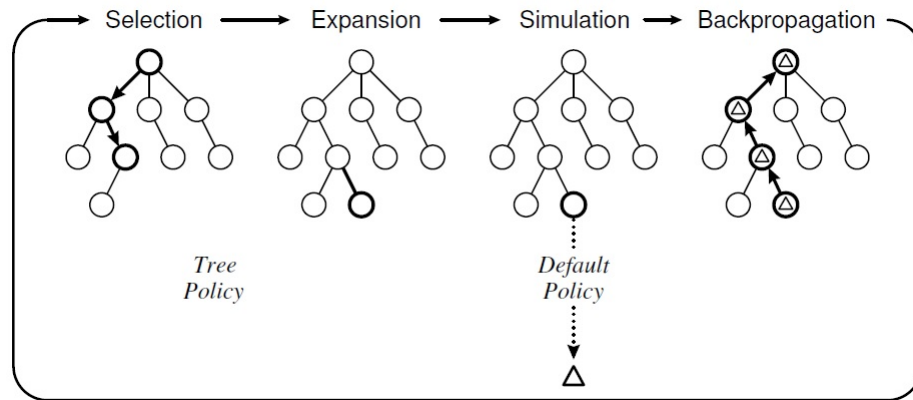 Selection Expansion Simulation Backpropagation
Tree
Policy
Default
Policy